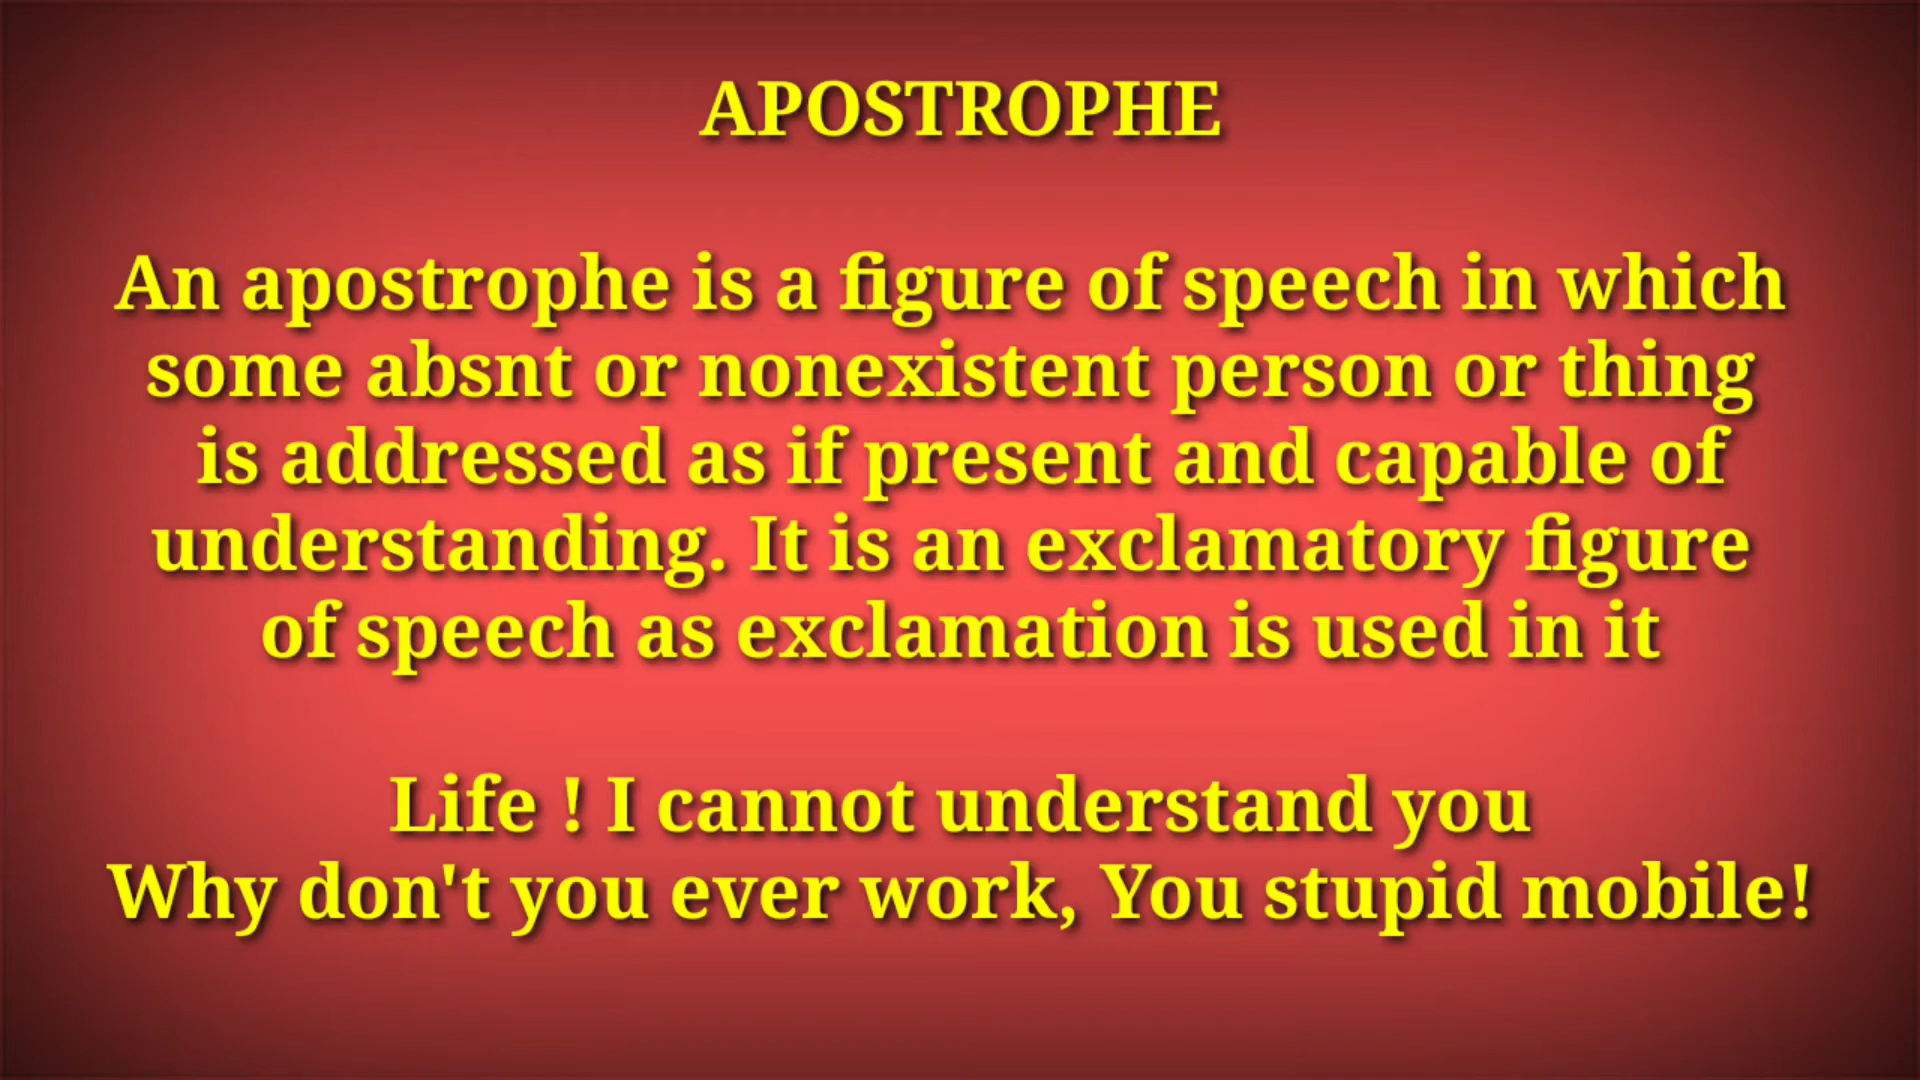 APOSTROPHE
An apostrophe is a figure of speech in which
some absnt or nonexistent person or thing
is addressed as if present and capable of
understanding. It is an exclamatory figure
of speech as exclamation is used in it
Life ! I cannot understand you
Why don't you ever work, You stupid mobile!